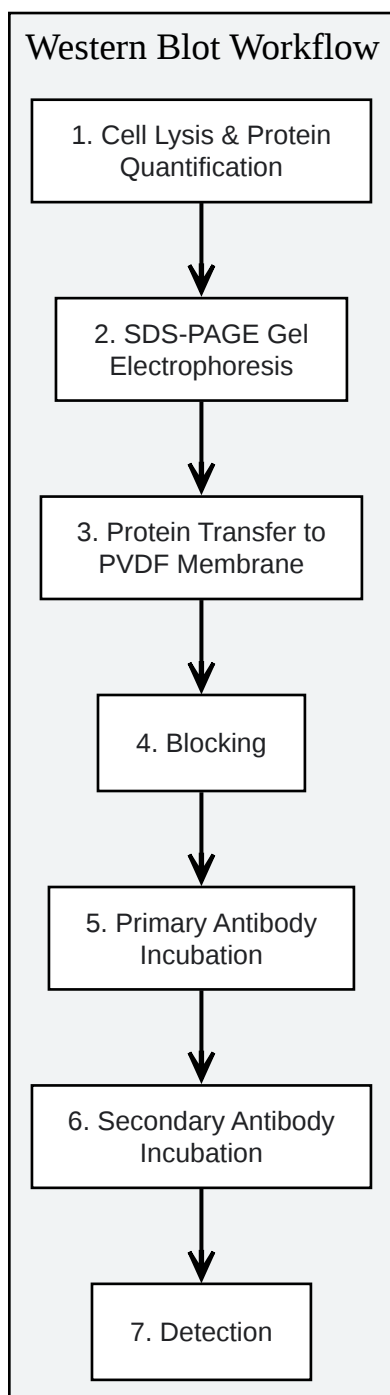 Western Blot Workflow
1. Cell Lysis & Protein
Quantification
2. SDS-PAGE Gel
Electrophoresis
3. Protein Transfer to
PVDF Membrane
4. Blocking
5. Primary Antibody
Incubation
6. Secondary Antibody
Incubation
7. Detection